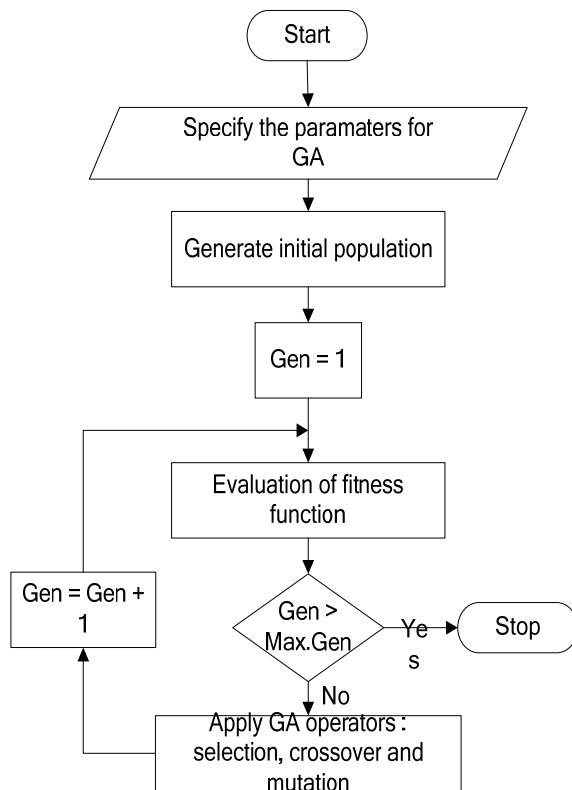 Start
Specify the paramaters for
GA
Generate initial population
Gen = 1
Evaluation of fitness
function
Gen = Gen +
1
Gen >
Max.Gen
Ye
s
Stop
No
Apply GA operators :
selection, crossover and
mutation